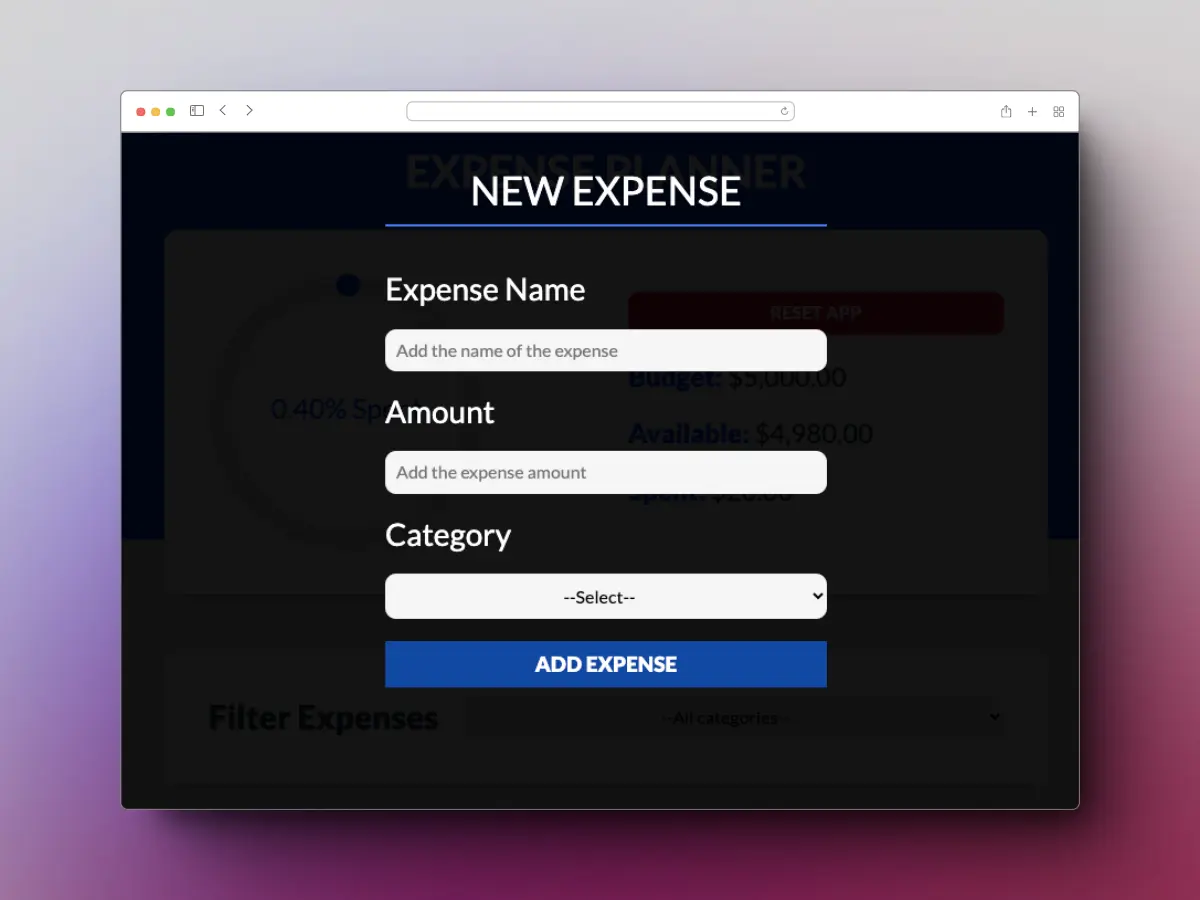 EXPENSE PLANNER
NEW EXPENSE
Expense Name
RESET APP
Add the name of the expense
Budget: $5,000.00
0.40% Spent
Amount
Available: $4,980.00
Add the expense amount
Spent: $20.00
Category
--Select--
ADD EXPENSE
Filter Expenses
--All categories--